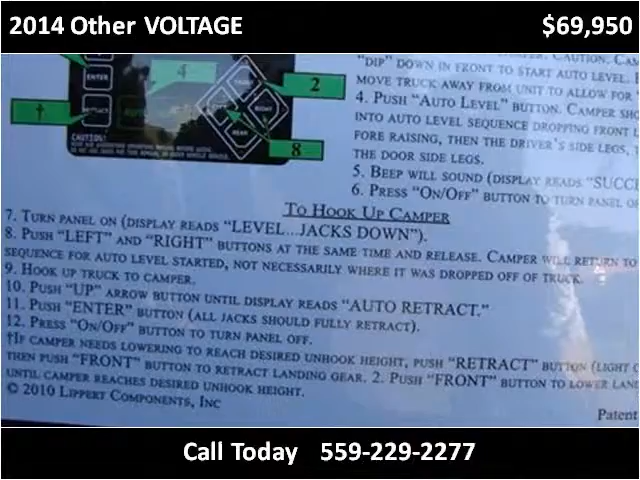 2014 Other VOLTAGE $69,950
"DIP" DOWN IN FRONT TO START AUTO LEVEL.
MOVE TRUCK AWAY FROM UNIT TO ALLOW FOR
4. PUSH "AUTO LEVEL" BUTTON. CAMPER
INTO AUTO LEVEL SEQUENCE DROPPING FRONT
FORE RAISING, THEN THE DRIVER'S SIDE LEGS,
THE DOOR SIDE LEGS.
5. BEEP WILL SOUND (DISPLAY READS
6. PRESS "ON/OFF" BUTTON TO TURN PANEL
ENTER
RETRACT
4
2
†
8
FRONT
RIGHT
REAR
CAUTION!
TO HOOK UP CAMPER
7. TURN PANEL ON (DISPLAY READS "LEVEL...JACKS DOWN").
8. PUSH "LEFT" AND "RIGHT" BUTTONS AT THE SAME TIME AND RELEASE. CAMPER WILL RETURN TO
SEQUENCE FOR AUTO LEVEL STARTED, NOT NECESSARILY WHERE IT WAS DROPPED OFF OF TRUCK.
9. HOOK UP TRUCK TO CAMPER.
10. PUSH "UP" ARROW BUTTON UNTIL DISPLAY READS "AUTO RETRACT."
11. PUSH "ENTER" BUTTON (ALL JACKS SHOULD FULLY RETRACT).
12. PRESS "ON/OFF" BUTTON TO TURN PANEL OFF.
†IF CAMPER NEEDS LOWERING TO REACH DESIRED UNHOOK HEIGHT, PUSH "RETRACT" BUTTON (LIGHT
THEN PUSH "FRONT" BUTTON TO RETRACT LANDING GEAR. 2. PUSH "FRONT" BUTTON TO LOWER
UNTIL CAMPER REACHES DESIRED UNHOOK HEIGHT.
© 2010 LIPPERT COMPONENTS, INC
Patent
Call Today 559-229-2277